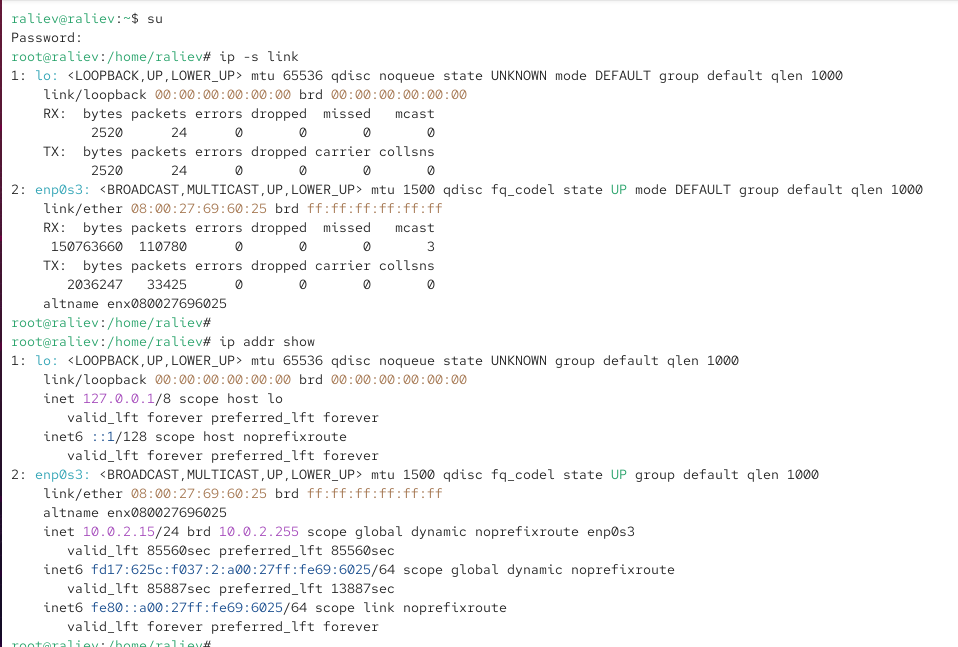 raliev@raliev:~$ su
Password:
root@raliev:/home/raliev# ip -s link
1: lo: <LOOPBACK,UP,LOWER_UP> mtu 65536 qdisc noqueue state UNKNOWN mode DEFAULT group default qlen 1000
    link/loopback 00:00:00:00:00:00 brd 00:00:00:00:00:00
    RX:  bytes packets errors dropped  missed   mcast
          2520      24      0       0       0       0
    TX:  bytes packets errors dropped carrier collsns
          2520      24      0       0       0       0
2: enp0s3: <BROADCAST,MULTICAST,UP,LOWER_UP> mtu 1500 qdisc fq_codel state UP mode DEFAULT group default qlen 1000
    link/ether 08:00:27:69:60:25 brd ff:ff:ff:ff:ff:ff
    RX:  bytes packets errors dropped  missed   mcast
     150763660  110780      0       0       0       3
    TX:  bytes packets errors dropped carrier collsns
       2036247   33425      0       0       0       0
    altname enx080027696025
root@raliev:/home/raliev#
root@raliev:/home/raliev# ip addr show
1: lo: <LOOPBACK,UP,LOWER_UP> mtu 65536 qdisc noqueue state UNKNOWN group default qlen 1000
    link/loopback 00:00:00:00:00:00 brd 00:00:00:00:00:00
    inet 127.0.0.1/8 scope host lo
       valid_lft forever preferred_lft forever
    inet6 ::1/128 scope host noprefixroute
       valid_lft forever preferred_lft forever
2: enp0s3: <BROADCAST,MULTICAST,UP,LOWER_UP> mtu 1500 qdisc fq_codel state UP group default qlen 1000
    link/ether 08:00:27:69:60:25 brd ff:ff:ff:ff:ff:ff
    altname enx080027696025
    inet 10.0.2.15/24 brd 10.0.2.255 scope global dynamic noprefixroute enp0s3
       valid_lft 85560sec preferred_lft 85560sec
    inet6 fd17:625c:f037:2:a00:27ff:fe69:6025/64 scope global dynamic noprefixroute
       valid_lft 85887sec preferred_lft 13887sec
    inet6 fe80::a00:27ff:fe69:6025/64 scope link noprefixroute
       valid_lft forever preferred_lft forever
root@raliev:/home/raliev#